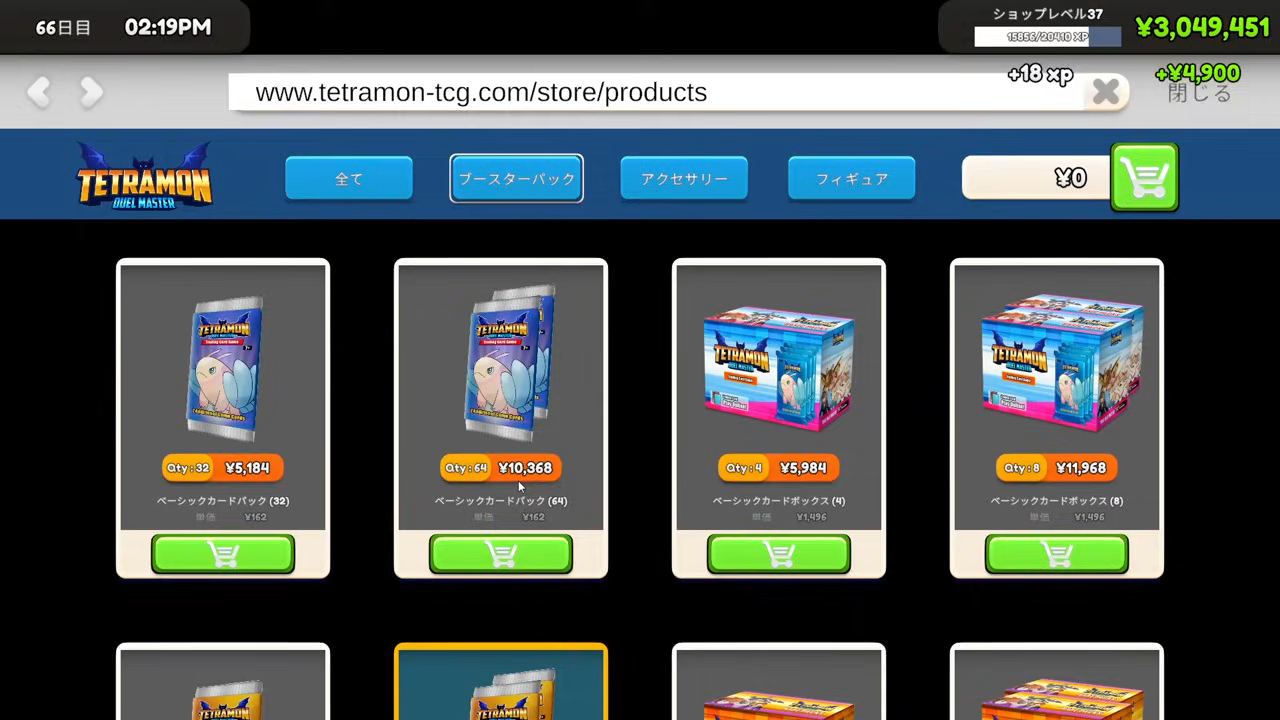 66日目
02:19PM
ショップレベル37
15856/20410 XP
¥3,049,451
+18 xp
+¥4,900
www.tetramon-tcg.com/store/products
閉じる
TETRAMON
DUEL MASTER
全て
ブースターパック
アクセサリー
フィギュア
¥0
TETRAMON
TETRAMON
TETRAMON
TETRAMON
Qty : 32 ¥5,184
ベーシックカードパック (32)
単価 ¥162
Qty : 64 ¥10,368
ベーシックカードパック (64)
単価 ¥162
Qty : 4 ¥5,984
ベーシックカードボックス (4)
単価 ¥1,496
Qty : 8 ¥11,968
ベーシックカードボックス (8)
単価 ¥1,496
TETRAMON
TETRAMON